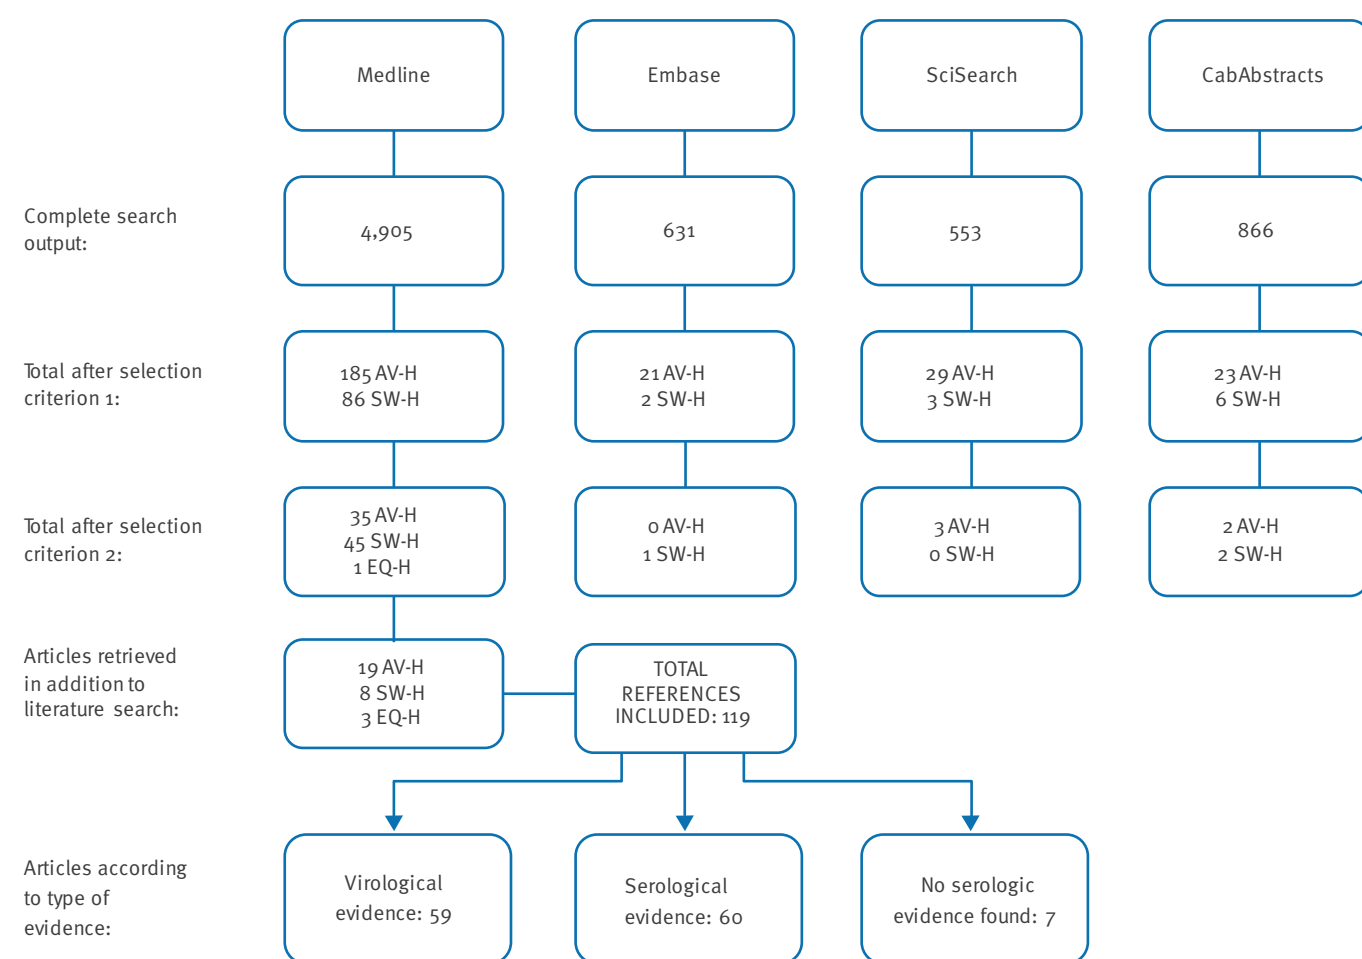 Medline
Embase
SciSearch
CabAbstracts
Complete search
output:
4,905
631
553
866
Total after selection
criterion 1:
185 AV-H
86 SW-H
21 AV-H
2 SW-H
29 AV-H
3 SW-H
23 AV-H
6 SW-H
Total after selection
criterion 2:
35 AV-H
45 SW-H
1 EQ-H
0 AV-H
1 SW-H
3 AV-H
0 SW-H
2 AV-H
2 SW-H
Articles retrieved
in addition to
literature search:
19 AV-H
8 SW-H
3 EQ-H
TOTAL
REFERENCES
INCLUDED: 119
Articles according
to type of
evidence:
Virological
evidence: 59
Serological
evidence: 60
No serologic
evidence found: 7